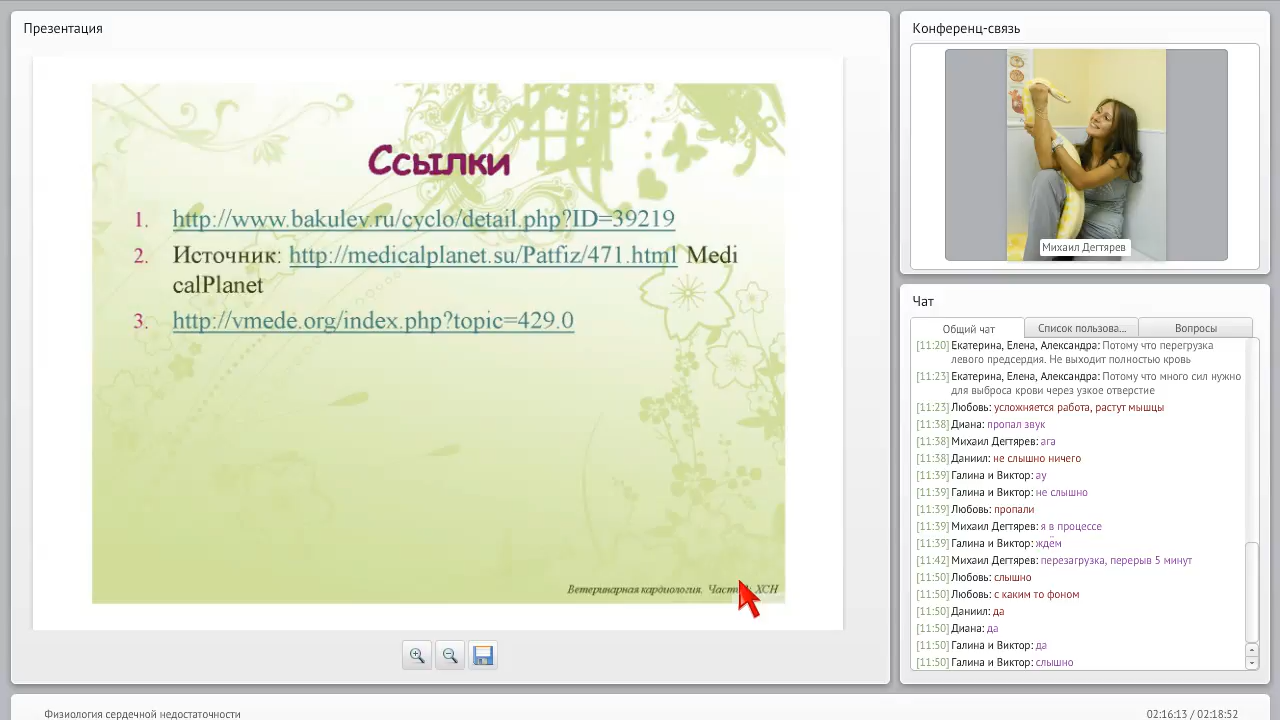 Презентация
Ссылки
1. http://www.bakulev.ru/cyclo/detail.php?ID=39219
2. Источник: http://medicalplanet.su/Patfiz/471.html Medi
calPlanet
3. http://vmede.org/index.php?topic=429.0
Ветеринарная кардиология. ХСН
Конференц-связь
Михаил Дегтярев
Чат
Общий чат
Список пользова...
Вопросы
[11:20] Екатерина, Елена, Александра: Потому что перегрузка
левого предсердия. Не выходит полностью кровь
[11:23] Екатерина, Елена, Александра: Потому что много сил нужно
для выброса крови через узкое отверстие
[11:23] Любовь: усложняется работа, растут мышцы
[11:38] Диана: пропал звук
[11:38] Михаил Дегтярев: ага
[11:38] Даниил: не слышно ничего
[11:39] Галина и Виктор: ау
[11:39] Галина и Виктор: не слышно
[11:39] Любовь: пропали
[11:39] Михаил Дегтярев: я в процессе
[11:39] Галина и Виктор: ждём
[11:42] Михаил Дегтярев: перезагрузка, перерыв 5 минут
[11:50] Любовь: слышно
[11:50] Любовь: с каким то фоном
[11:50] Даниил: да
[11:50] Диана: да
[11:50] Галина и Виктор: да
[11:50] Галина и Виктор: слышно
Физиология сердечной недостаточности
02:16:13 / 02:18:52